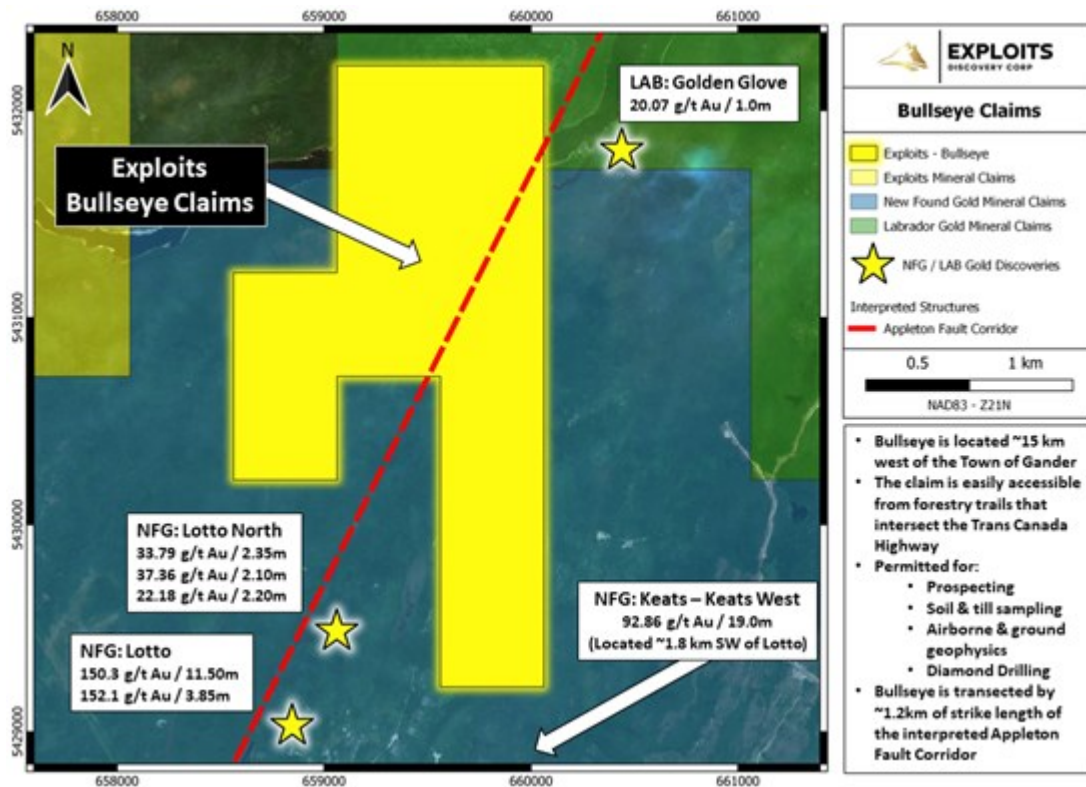 658000 659000 660000 661000
5432000
5431000
5430000
5429000
N
Exploits
Bullseye Claims
LAB: Golden Glove
20.07 g/t Au / 1.0m
NFG: Lotto North
33.79 g/t Au / 2.35m
37.36 g/t Au / 2.10m
22.18 g/t Au / 2.20m
NFG: Lotto
150.3 g/t Au / 11.50m
152.1 g/t Au / 3.85m
NFG: Keats – Keats West
92.86 g/t Au / 19.0m
(Located ~1.8 km SW of Lotto)
5432000
5431000
5430000
5429000
658000 659000 660000 661000
EXPLOITS
DISCOVERY CORP
Bullseye Claims
Exploits - Bullseye
Exploits Mineral Claims
New Found Gold Mineral Claims
Labrador Gold Mineral Claims
NFG / LAB Gold Discoveries
Interpreted Structures
Appleton Fault Corridor
0.5 1 km
NAD83 - Z21N
• Bullseye is located ~15 km
west of the Town of Gander
• The claim is easily accessible
from forestry trails that
intersect the Trans Canada
Highway
• Permitted for:
• Prospecting
• Soil & till sampling
• Airborne & ground
geophysics
• Diamond Drilling
• Bullseye is transected by
~1.2km of strike length of
the interpreted Appleton
Fault Corridor